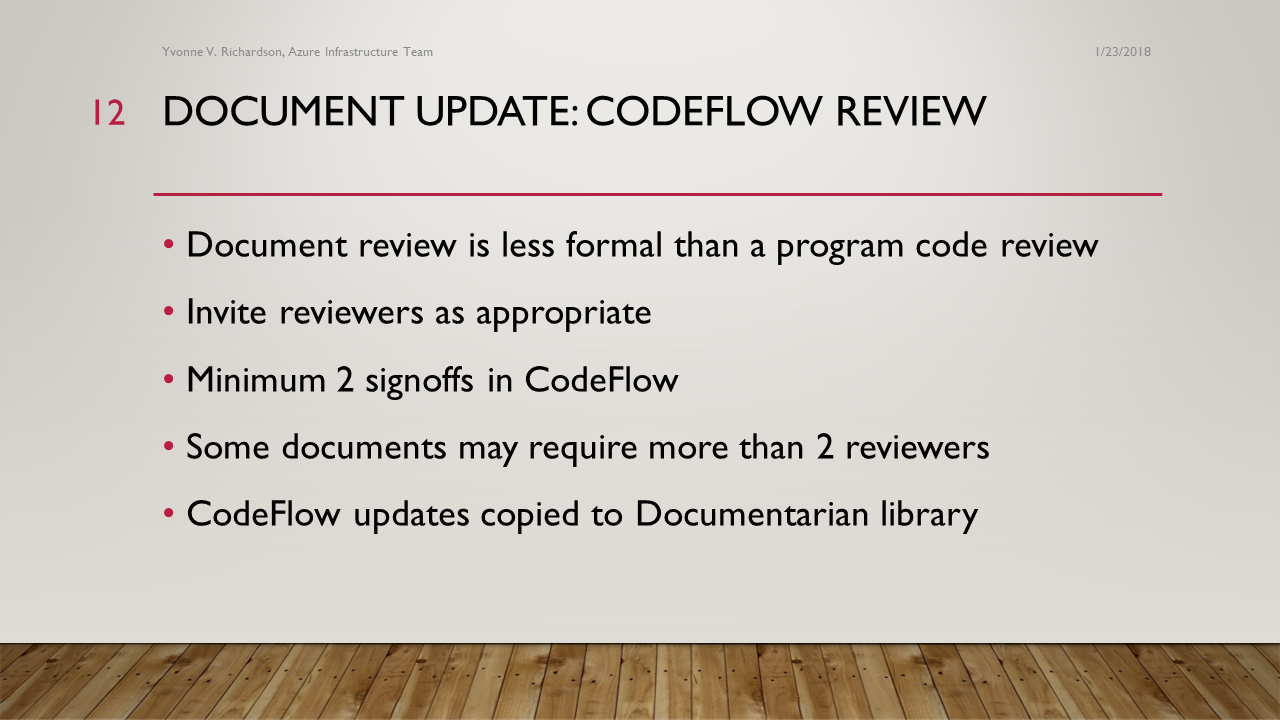 Yvonne V. Richardson, Azure Infrastructure Team 1/23/2018
12 DOCUMENT UPDATE: CODEFLOW REVIEW
• Document review is less formal than a program code review
• Invite reviewers as appropriate
• Minimum 2 signoffs in CodeFlow
• Some documents may require more than 2 reviewers
• CodeFlow updates copied to Documentarian library